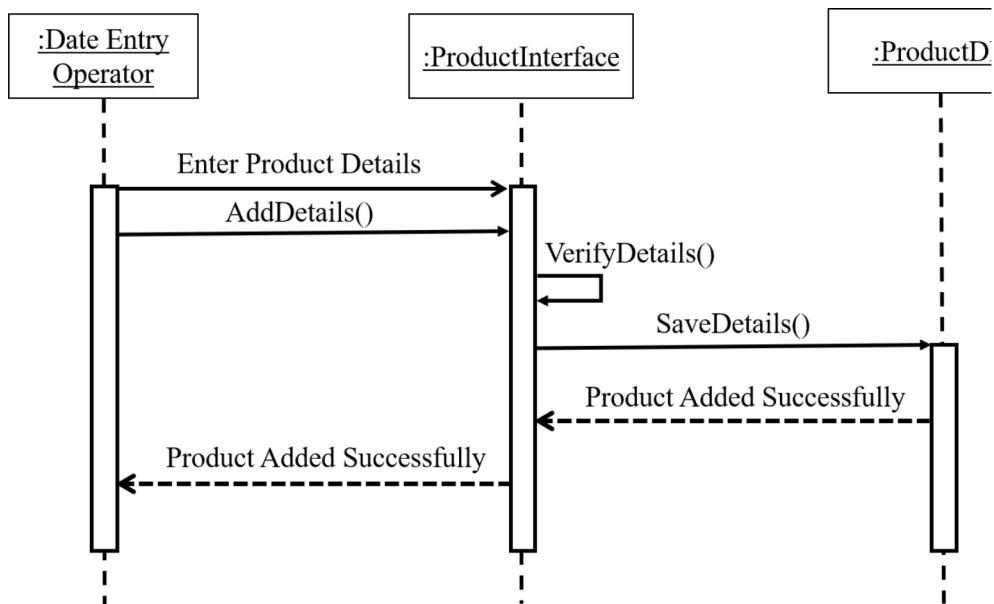 :Date Entry
Operator
:ProductInterface
Enter Product Details
AddDetails()
VerifyDetails()
SaveDetails()
Product Added Successfully
Product Added Successfully